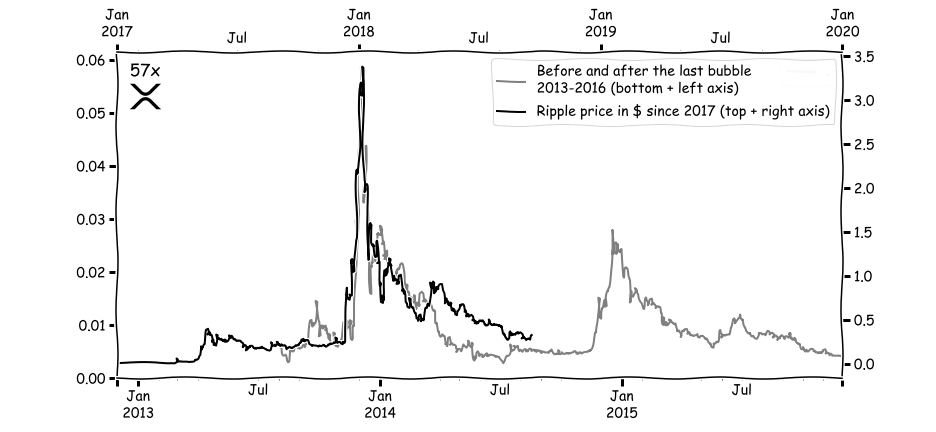 Jan Jan Jan Jan
2017 Jul 2018 Jul 2019 Jul 2020
0.06 3.5
57x
Before and after the last bubble
2013-2016 (bottom + left axis)
Ripple price in $ since 2017 (top + right axis)
0.05 3.0
2.5
0.04
2.0
0.03
1.5
0.02
1.0
0.01 0.5
0.0
0.00
Jan Jul Jan Jul Jan Jul
2013 2014 2015